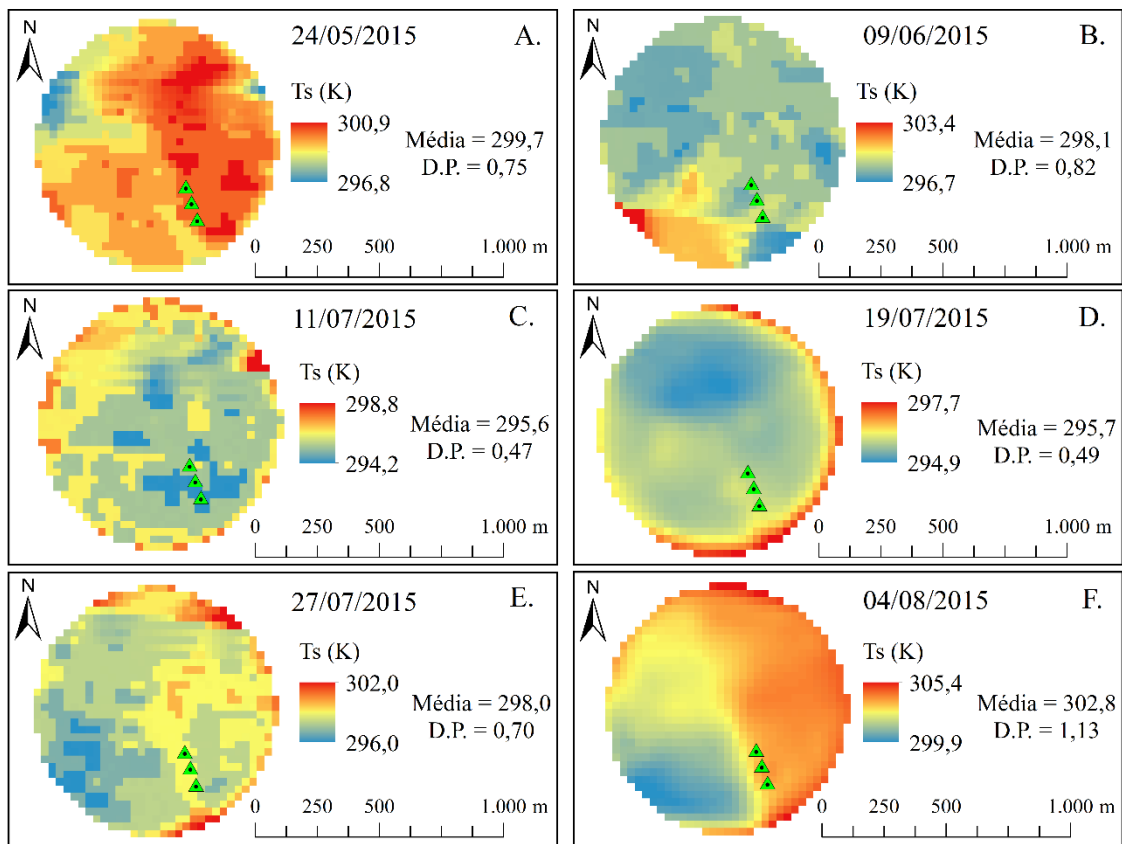 N
24/05/2015
A.
Ts (K)
300,9
296,8
Média = 299,7
D.P. = 0,75
0 250 500 1.000 m
N
09/06/2015
B.
Ts (K)
303,4
296,7
Média = 298,1
D.P. = 0,82
0 250 500 1.000 m
N
11/07/2015
C.
Ts (K)
298,8
294,2
Média = 295,6
D.P. = 0,47
0 250 500 1.000 m
N
19/07/2015
D.
Ts (K)
297,7
294,9
Média = 295,7
D.P. = 0,49
0 250 500 1.000 m
N
27/07/2015
E.
Ts (K)
302,0
296,0
Média = 298,0
D.P. = 0,70
0 250 500 1.000 m
N
04/08/2015
F.
Ts (K)
305,4
299,9
Média = 302,8
D.P. = 1,13
0 250 500 1.000 m